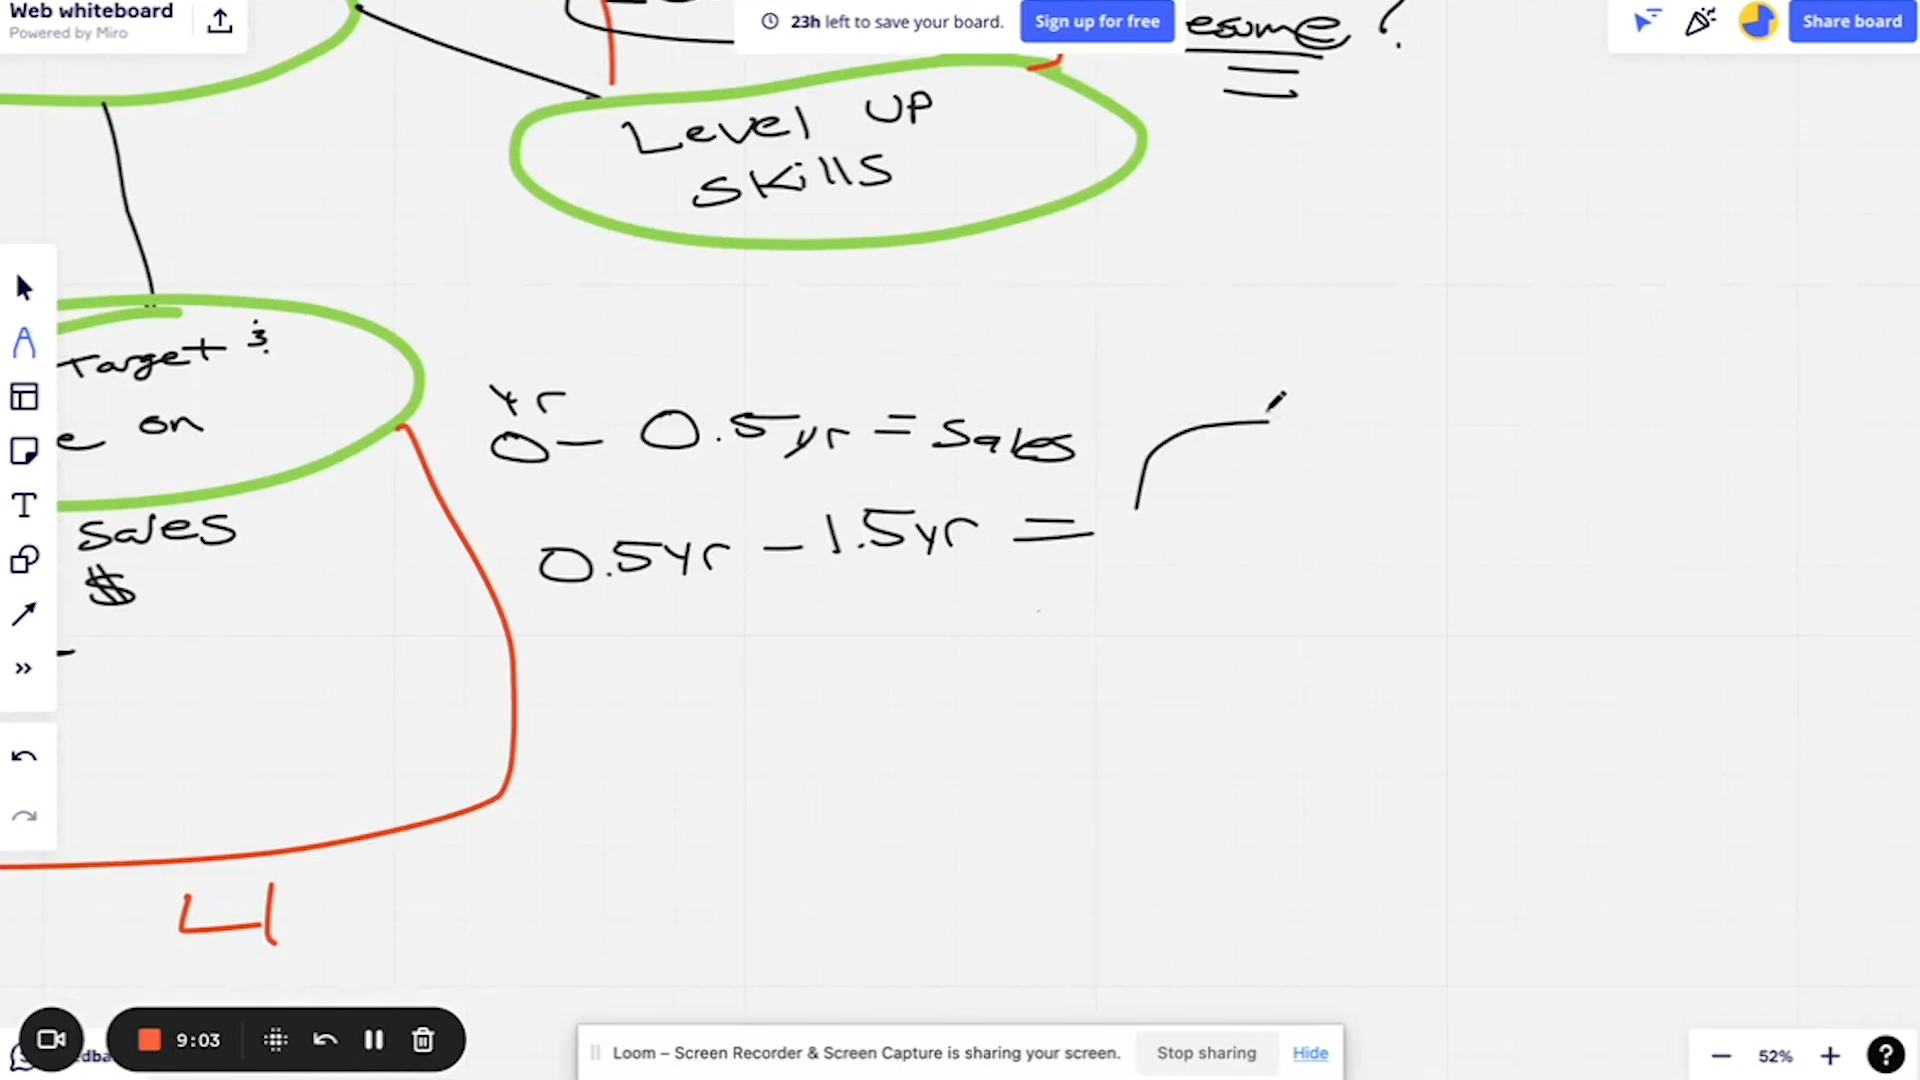 Web whiteboard
Powered by Miro
23h left to save your board.
Sign up for free
esume?
Share board
Level UP
skills
Target &
e on
Sales
$
yr
0 - 0.5yr = Sales
0.5yr - 1.5yr =
4
9:03
edba
Loom – Screen Recorder & Screen Capture is sharing your screen.
Stop sharing
Hide
52%